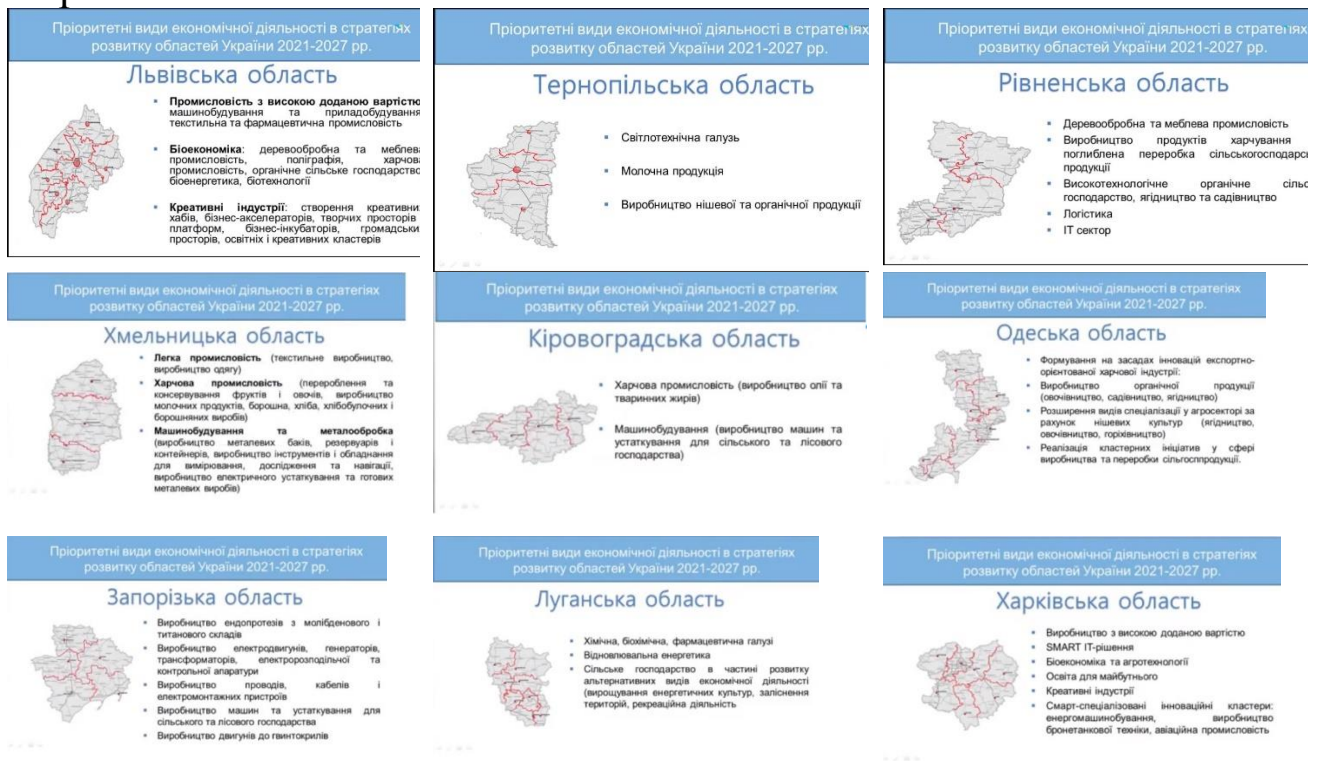 Пріоритетні види економічної діяльності в стратегіях
розвитку областей України 2021-2027 рр.
Львівська область
▪ Промисловість з високою доданою вартістю
машинобудування та приладобудування
текстильна та фармацевтична промисловість
▪ Біоекономіка: деревообробна та меблева
промисловість, поліграфія, харчова
промисловість, органічне сільське господарство
біоенергетика, біотехнології
▪ Креативні індустрії: створення креативни
хабів, бізнес-акселераторів, творчих просторів
платформ, бізнес-інкубаторів, громадськи
просторів, освітніх і креативних кластерів
Пріоритетні види економічної діяльності в стратегіях
розвитку областей України 2021-2027 рр.
Тернопільська область
▪ Світлотехнічна галузь
▪ Молочна продукція
▪ Виробництво нішевої та органічної продукції
Пріоритетні види економічної діяльності в стратегіях
розвитку областей України 2021-2027 рр.
Рівненська область
▪ Деревообробна та меблева промисловість
▪ Виробництво продуктів харчування
поглиблена переробка сільськогосподарсь
продукції
▪ Високотехнологічне органічне сільс
господарство, ягідництво та садівництво
▪ Логістика
▪ ІТ сектор
Пріоритетні види економічної діяльності в стратегіях
розвитку областей України 2021-2027 рр.
Хмельницька область
▪ Легка промисловість (текстильне виробництво,
виробництво одягу)
▪ Харчова промисловість (перероблення та
консервування фруктів і овочів, виробництво
молочних продуктів, борошна, хліба, хлібобулочних і
борошняних виробів)
▪ Машинобудування та металообробка
(виробництво металевих баків, резервуарів і
контейнерів, виробництво інструментів і обладнання
для вимірювання, дослідження та навігації,
виробництво електричного устаткування та готових
металевих виробів)
Пріоритетні види економічної діяльності в стратегіях
розвитку областей України 2021-2027 рр.
Кіровоградська область
▪ Харчова промисловість (виробництво олії та
тваринних жирів)
▪ Машинобудування (виробництво машин та
устаткування для сільського та лісового
господарства)
Пріоритетні види економічної діяльності в стратегіях
розвитку областей України 2021-2027 рр.
Одеська область
▪ Формування на засадах інновацій експортно-
орієнтованої харчової індустрії:
▪ Виробництво органічної продукції
(овочівництво, садівництво, ягідництво)
▪ Розширення видів спеціалізації у агросекторі за
рахунок нішевих культур (ягідництво,
овочівництво, горіхівництво)
▪ Реалізація кластерних ініціатив у сфері
виробництва та переробки сільгосппродукції.
Пріоритетні види економічної діяльності в стратегіях
розвитку областей України 2021-2027 рр.
Запорізька область
▪ Виробництво ендопротезів з молібденового і
титанового складів
▪ Виробництво електродвигунів, генераторів,
трансформаторів, електророзподільчої та
контрольної апаратури
▪ Виробництво проводів, кабелів і
електромонтажних пристроїв
▪ Виробництво машин та устаткування для
сільського та лісового господарства
▪ Виробництво двигунів до гвинтокрилів
Пріоритетні види економічної діяльності в стратегіях
розвитку областей України 2021-2027 рр.
Луганська область
▪ Хімічна, біохімічна, фармацевтична галузі
▪ Відновлювальна енергетика
▪ Сільське господарство в частині розвитку
альтернативних видів економічної діяльності
(вирощування енергетичних культур, заліснення
територій, рекреаційна діяльність
Пріоритетні види економічної діяльності в стратегіях
розвитку областей України 2021-2027 рр.
Харківська область
▪ Виробництво з високою доданою вартістю
▪ SMART ІТ-рішення
▪ Біоекономіка та агротехнології
▪ Освіта для майбутнього
▪ Креативні індустрії
▪ Смарт-спеціалізовані інноваційні кластери:
енергомашинобування, виробництво
бронетанкової техніки, авіаційна промисловість